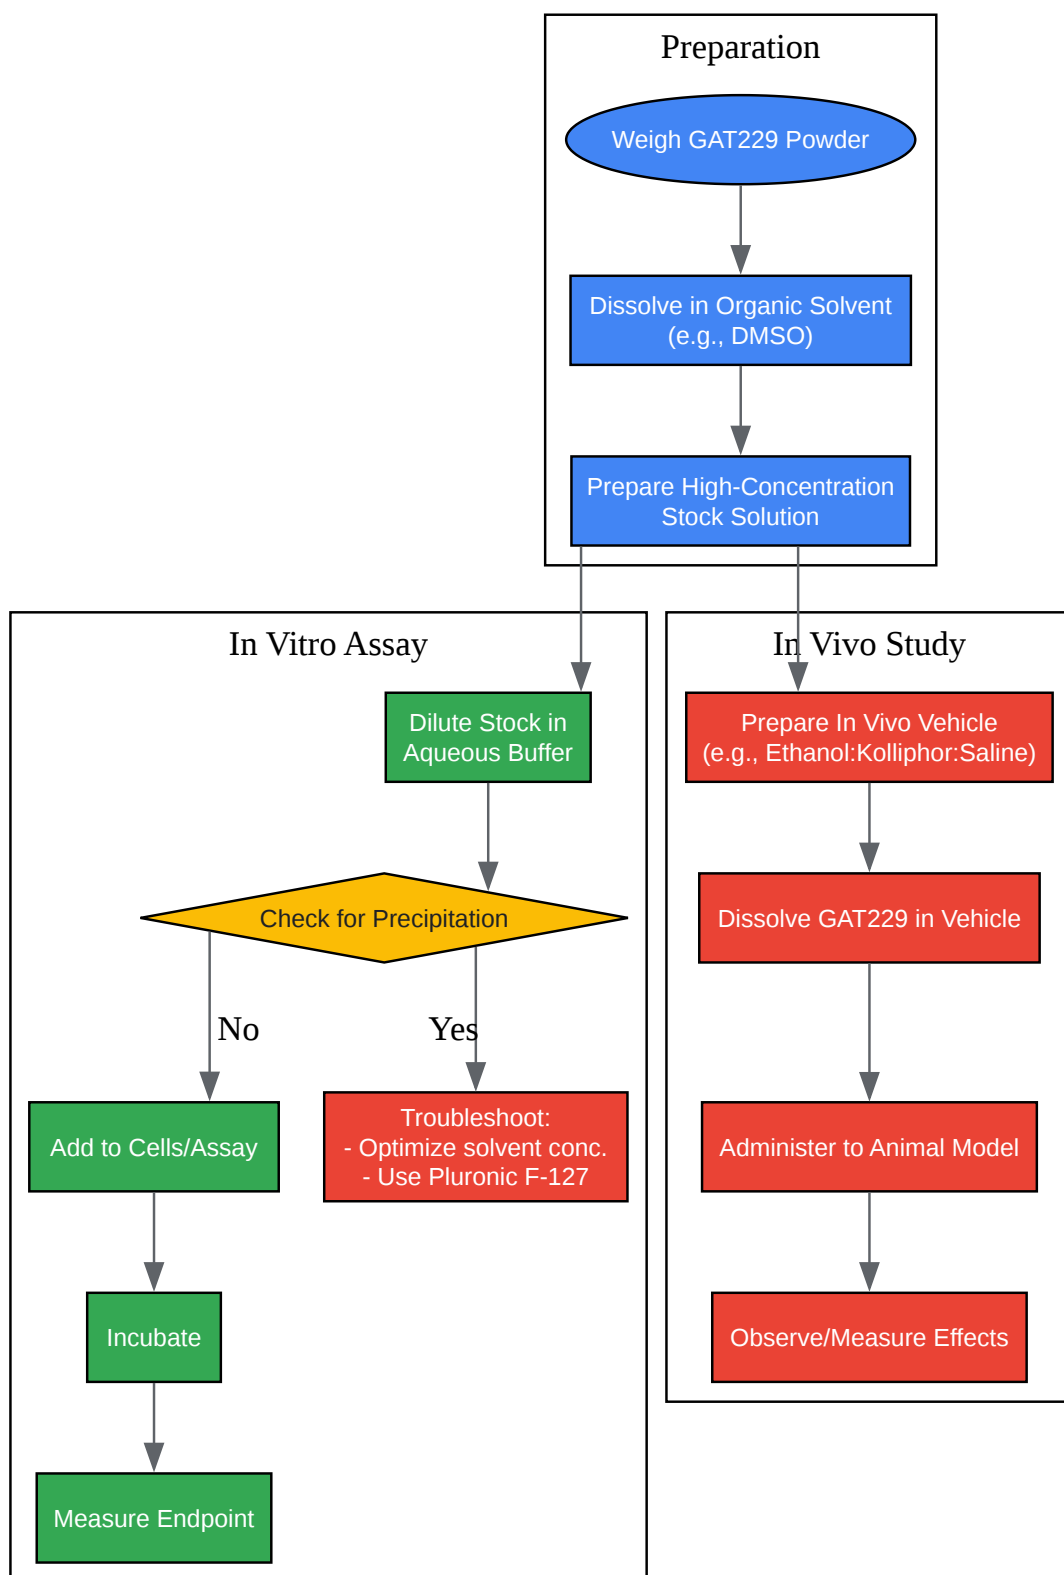 Preparation
Weigh GAT229 Powder
Dissolve in Organic Solvent
(e.g., DMSO)
Prepare High-Concentration
Stock Solution
In Vitro Assay
Dilute Stock in
Aqueous Buffer
Check for Precipitation
No
Yes
Add to Cells/Assay
Troubleshoot:
- Optimize solvent conc.
- Use Pluronic F-127
Incubate
Measure Endpoint
In Vivo Study
Prepare In Vivo Vehicle
(e.g., Ethanol:Kolliphor:Saline)
Dissolve GAT229 in Vehicle
Administer to Animal Model
Observe/Measure Effects